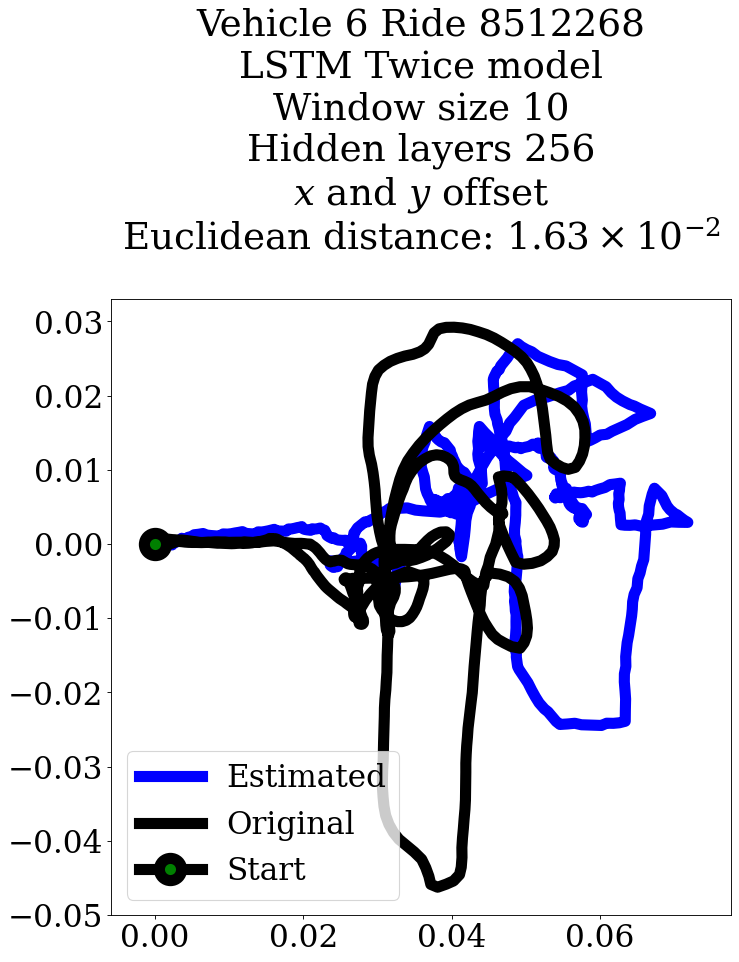 Vehicle 6 Ride 8512268
LSTM Twice model
Window size 10
Hidden layers 256
x and y offset
Euclidean distance: 1.63 × 10⁻²
0.03
0.02
0.01
0.00
−0.01
−0.02
−0.03
−0.04
−0.05
Estimated
Original
Start
0.00 0.02 0.04 0.06